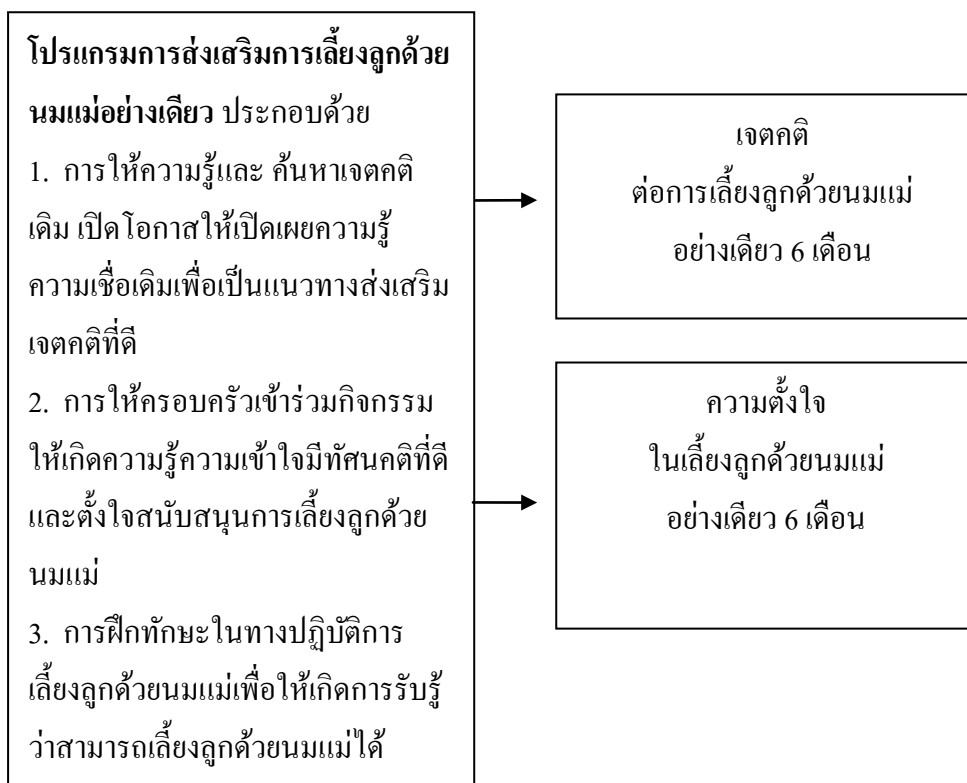 โปรแกรมการส่งเสริมการเลี้ยงลูกด้วย
นมแม่อย่างเดียว ประกอบด้วย
1. การให้ความรู้และ ค้นหาเจตคติ
เดิม เปิดโอกาสให้เปิดเผยความรู้
ความเชื่อเดิมเพื่อเป็นแนวทางส่งเสริม
เจตคติที่ดี
2. การให้ครอบครัวเข้าร่วมกิจกรรม
ให้เกิดความรู้ความเข้าใจมีทัศนคติที่ดี
และตั้งใจสนับสนุนการเลี้ยงลูกด้วย
นมแม่
3. การฝึกทักษะในทางปฏิบัติการ
เลี้ยงลูกด้วยนมแม่เพื่อให้เกิดการรับรู้
ว่าสามารถเลี้ยงลูกด้วยนมแม่ได้
เจตคติ
ต่อการเลี้ยงลูกด้วยนมแม่
อย่างเดียว 6 เดือน
ความตั้งใจ
ในเลี้ยงลูกด้วยนมแม่
อย่างเดียว 6 เดือน